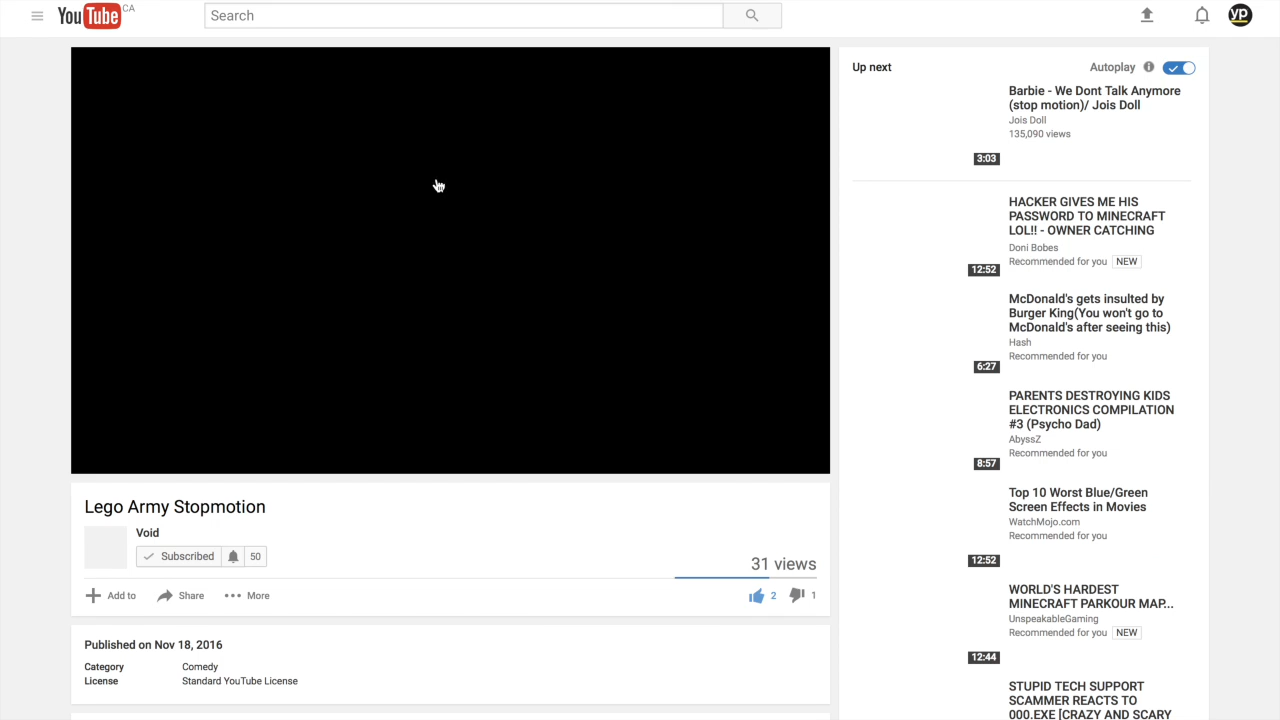 YouTube CA
Search
yp
Up next
Autoplay
Barbie - We Dont Talk Anymore
(stop motion)/ Jois Doll
Jois Doll
135,090 views
3:03
HACKER GIVES ME HIS
PASSWORD TO MINECRAFT
LOL!! - OWNER CATCHING
Doni Bobes
Recommended for you NEW
12:52
McDonald's gets insulted by
Burger King(You won't go to
McDonald's after seeing this)
Hash
Recommended for you
6:27
PARENTS DESTROYING KIDS
ELECTRONICS COMPILATION
#3 (Psycho Dad)
AbyssZ
Recommended for you
8:57
Top 10 Worst Blue/Green
Screen Effects in Movies
WatchMojo.com
Recommended for you
12:52
WORLD'S HARDEST
MINECRAFT PARKOUR MAP...
UnspeakableGaming
Recommended for you NEW
12:44
STUPID TECH SUPPORT
SCAMMER REACTS TO
000.EXE [CRAZY AND SCARY
Lego Army Stopmotion
Void
Subscribed 50
31 views
Add to Share More
2 1
Published on Nov 18, 2016
Category Comedy
License Standard YouTube License